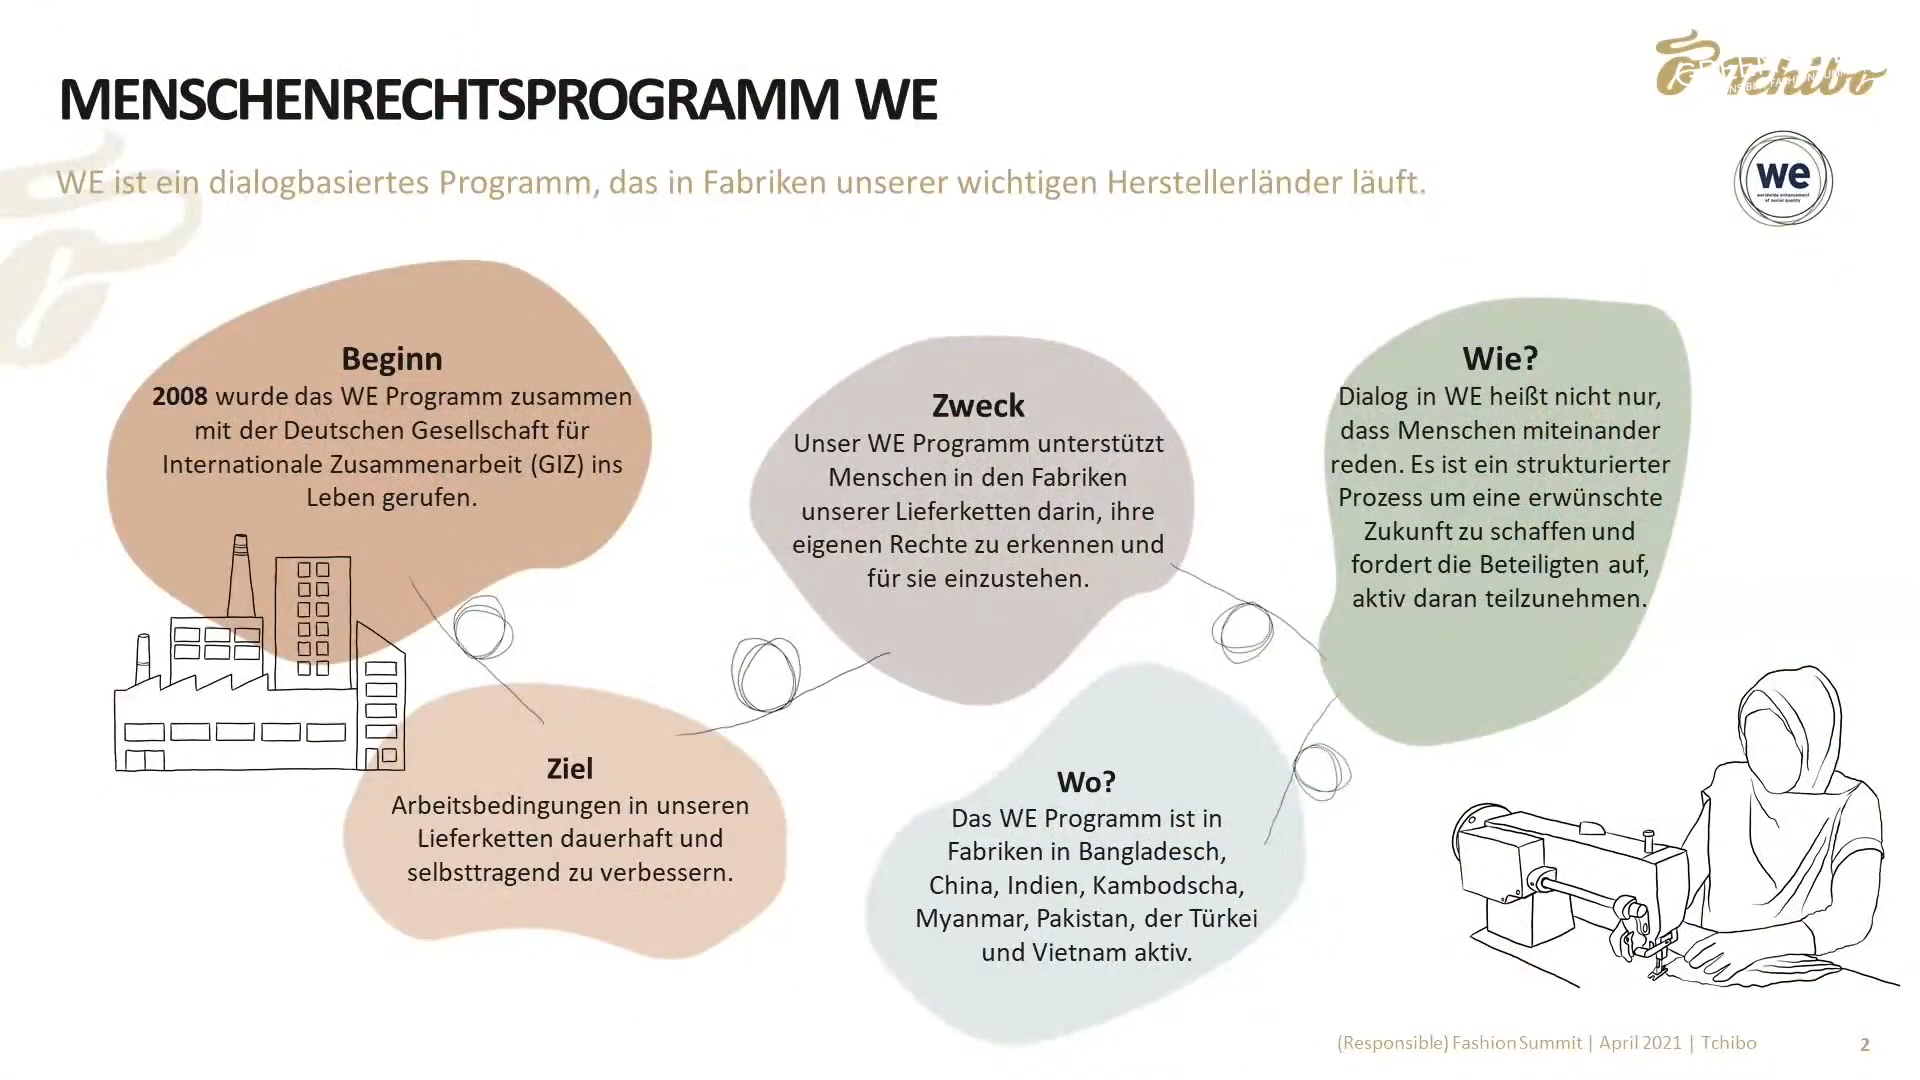 MENSCHENRECHTSPROGRAMM WE
Tchibo
we
worldwide enhancement
of social quality
WE ist ein dialogbasiertes Programm, das in Fabriken unserer wichtigen Herstellerländer läuft.
Beginn
2008 wurde das WE Programm zusammen
mit der Deutschen Gesellschaft für
Internationale Zusammenarbeit (GIZ) ins
Leben gerufen.
Ziel
Arbeitsbedingungen in unseren
Lieferketten dauerhaft und
selbsttragend zu verbessern.
Zweck
Unser WE Programm unterstützt
Menschen in den Fabriken
unserer Lieferketten darin, ihre
eigenen Rechte zu erkennen und
für sie einzustehen.
Wo?
Das WE Programm ist in
Fabriken in Bangladesch,
China, Indien, Kambodscha,
Myanmar, Pakistan, der Türkei
und Vietnam aktiv.
Wie?
Dialog in WE heißt nicht nur,
dass Menschen miteinander
reden. Es ist ein strukturierter
Prozess um eine erwünschte
Zukunft zu schaffen und
fordert die Beteiligten auf,
aktiv daran teilzunehmen.
(Responsible) Fashion Summit | April 2021 | Tchibo
2